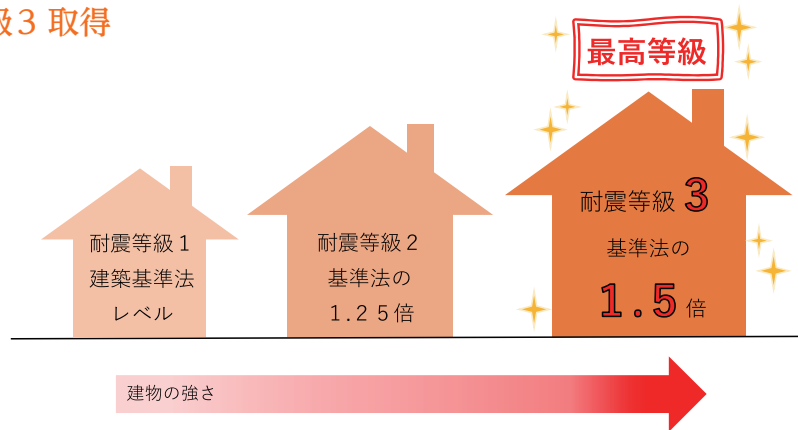 級3 取得
最高等級
耐震等級1
建築基準法
レベル
耐震等級2
基準法の
1.25倍
耐震等級3
基準法の
1.5倍
建物の強さ